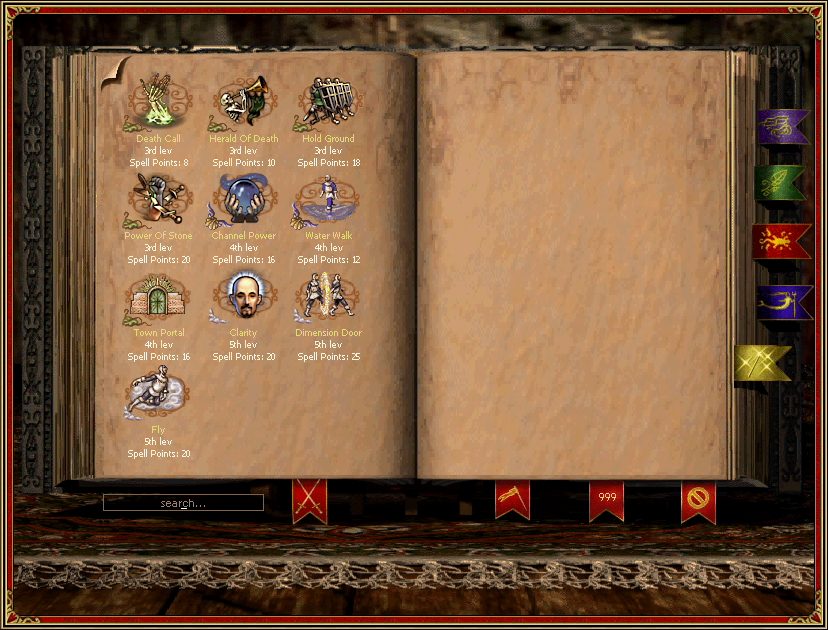 Death Call
3rd lev
Spell Points: 8
Herald Of Death
3rd lev
Spell Points: 10
Hold Ground
3rd lev
Spell Points: 18
Power Of Stone
3rd lev
Spell Points: 20
Channel Power
4th lev
Spell Points: 16
Water Walk
4th lev
Spell Points: 12
Town Portal
4th lev
Spell Points: 16
Clarity
5th lev
Spell Points: 20
Dimension Door
5th lev
Spell Points: 25
Fly
5th lev
Spell Points: 20
search...
999